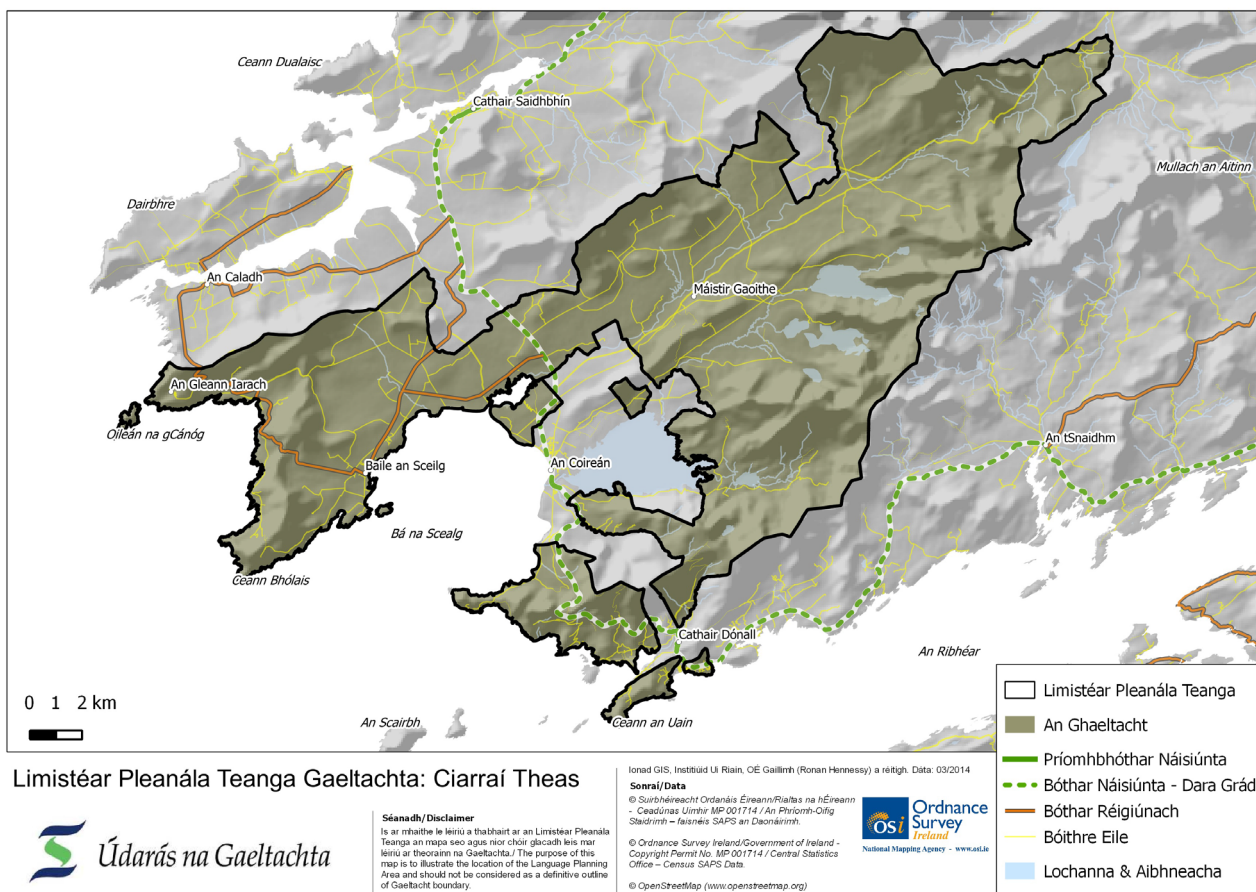 Ceann Dualaisc
Cathair Saidhbhín
Mullach an Aitinn
Dairbhre
An Caladh
Máistir Gaoithe
An Gleann Iarach
Oileán na gCánóg
An tSnaidhm
Baile an Sceilg
An Coireán
Bá na Scealg
Ceann Bhólais
Cathair Dónall
An Ribhéar
0 1 2 km
An Scairbh
Ceann an Uain
Limistéar Pleanála Teanga
An Ghaeltacht
Príomhbhóthar Náisiúnta
Bóthar Náisiúnta - Dara Grád
Bóthar Réigiúnach
Bóithre Eile
Lochanna & Aibhneacha
Limistéar Pleanála Teanga Gaeltachta: Ciarraí Theas
Údarás na Gaeltachta
Séanadh/Disclaimer
Is ar mhaithe le léiriú a thabhairt ar an Limistéar Pleanála
Teanga an mapa seo agus níor chóir glacadh leis mar
léiriú ar theorainn na Gaeltachta./ The purpose of this
map is to illustrate the location of the Language Planning
Area and should not be considered as a definitive outline
of Gaeltacht boundary.
Ionad GIS, Institiúid Uí Riain, OÉ Gaillimh (Ronan Hennessy) a réitigh. Dáta: 03/2014
Sonraí/Data
© Suirbhéireacht Ordanáis Éireann/Rialtas na hÉireann
- Ceadúnas Uimhir MP 001714 / An Phríomh-Oifig
Staidrimh – faisnéis SAPS an Daonáirimh.
© Ordnance Survey Ireland/Government of Ireland -
Copyright Permit No. MP 001714 / Central Statistics
Office – Census SAPS Data.
© OpenStreetMap (www.openstreetmap.org)
OSi
Ordnance
Survey
Ireland
National Mapping Agency - www.osi.ie